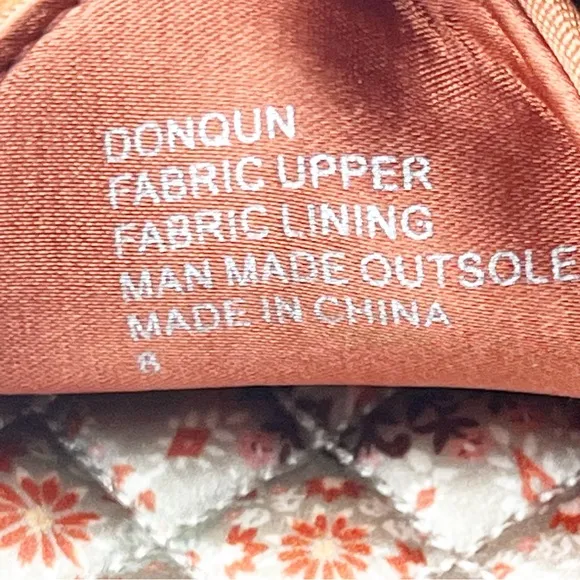 DONQUN
FABRIC UPPER
FABRIC LINING
MAN MADE OUTSOLE
MADE IN CHINA
8